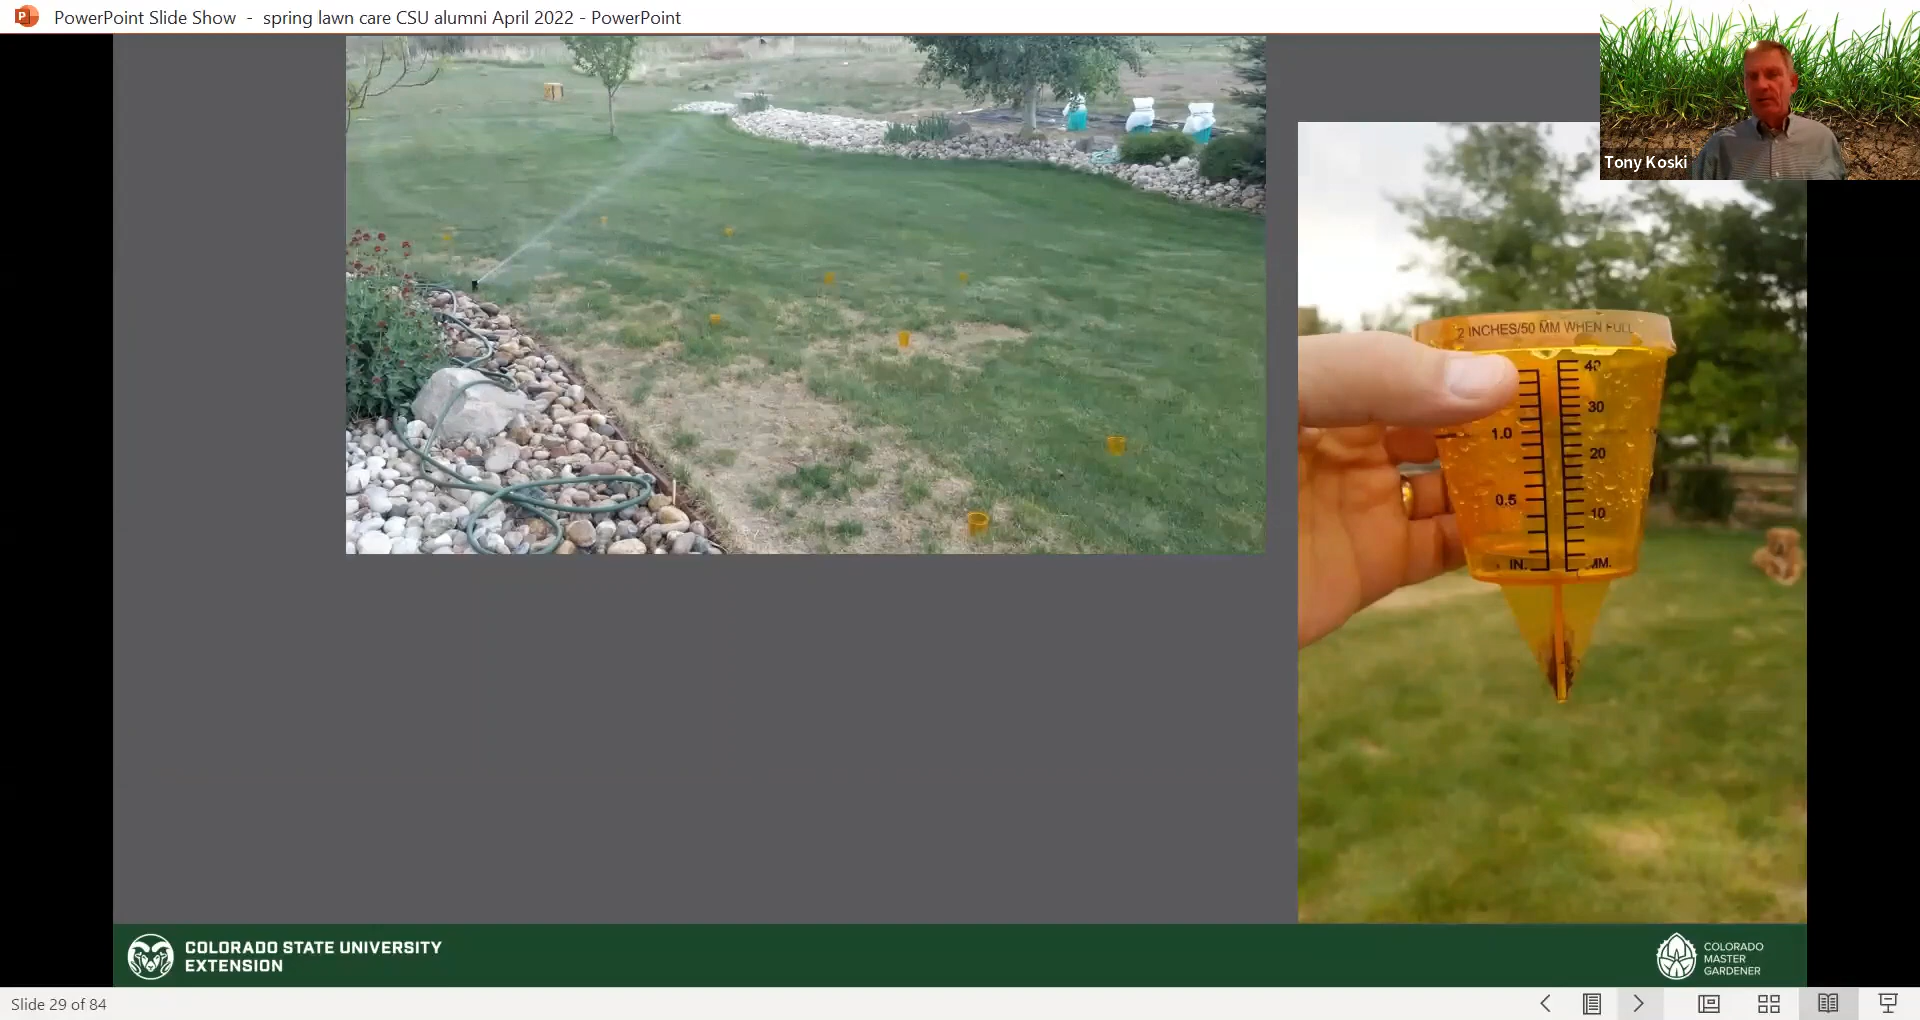 PowerPoint Slide Show - spring lawn care CSU alumni April 2022 - PowerPoint
Tony Koski
2 INCHES/50 MM WHEN FULL
40
30
1.0
20
0.5
10
IN.
MM.
COLORADO STATE UNIVERSITY
EXTENSION
COLORADO
MASTER
GARDENER
Slide 29 of 84